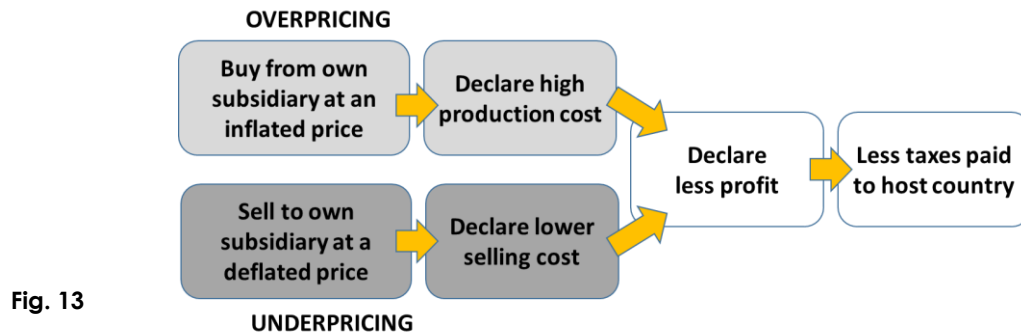 OVERPRICING
Buy from own
subsidiary at an
inflated price
Declare high
production cost
Declare
less profit
Less taxes paid
to host country
Sell to own
subsidiary at a
deflated price
Declare lower
selling cost
Fig. 13
UNDERPRICING